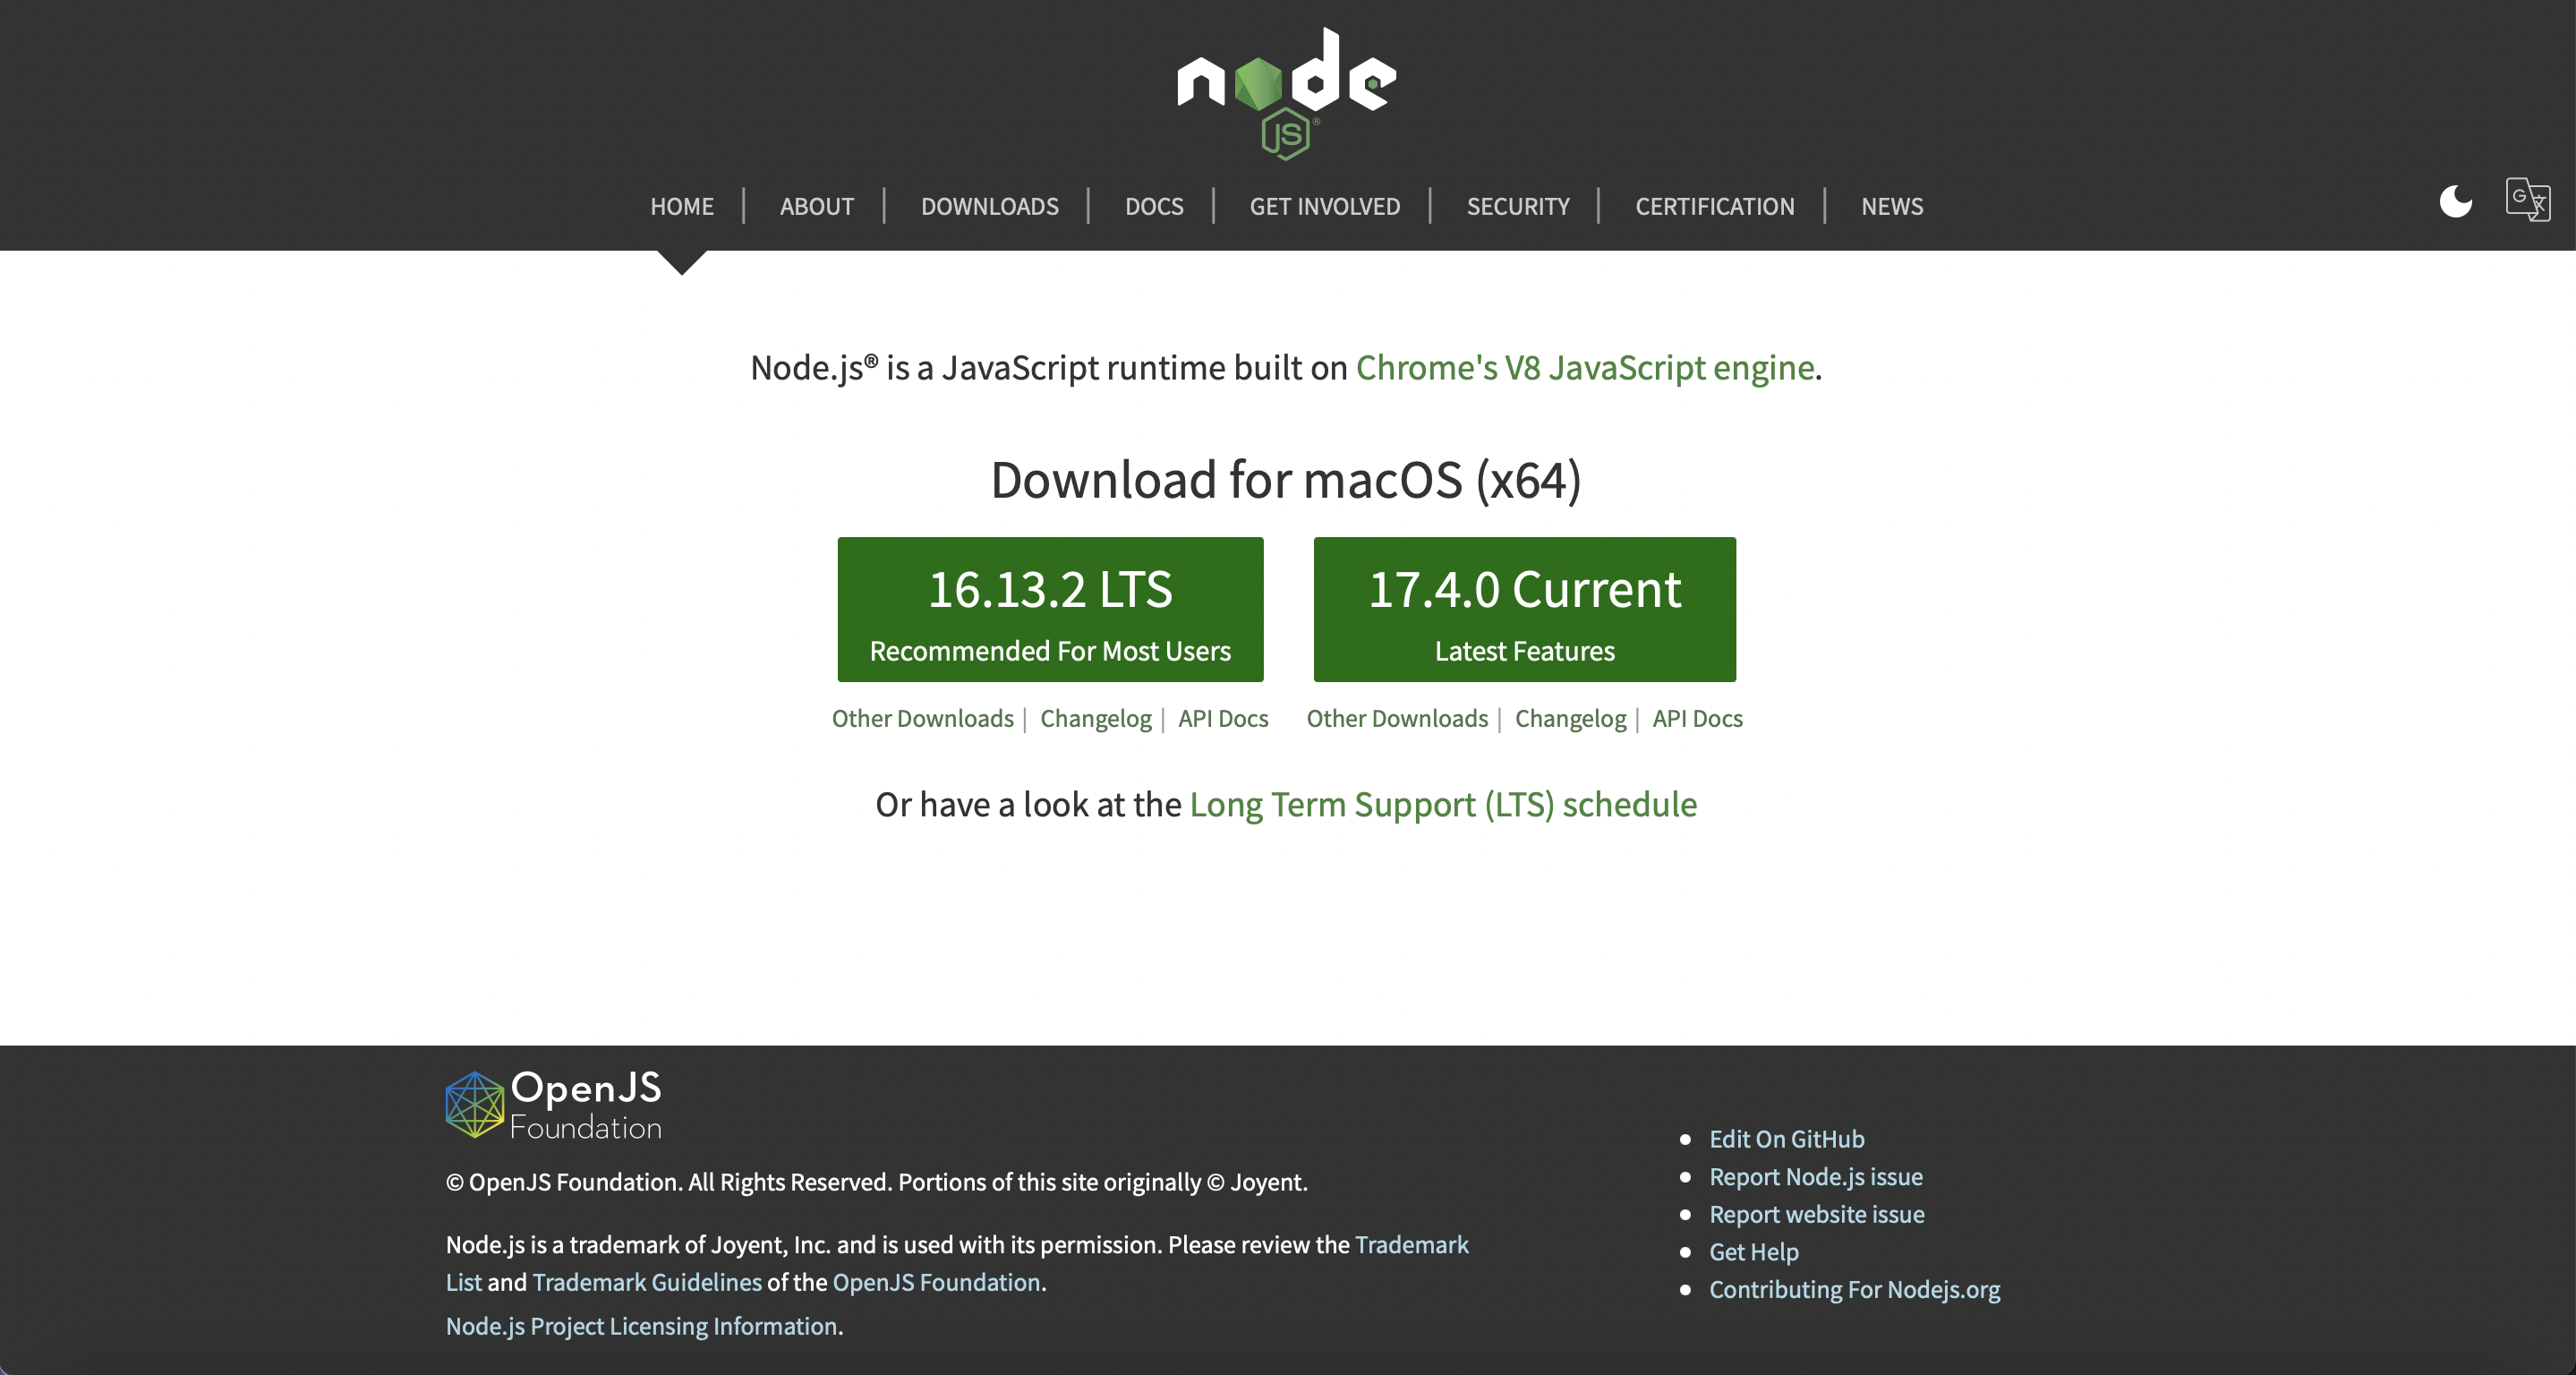 node
JS®
HOME | ABOUT | DOWNLOADS | DOCS | GET INVOLVED | SECURITY | CERTIFICATION | NEWS
Node.js® is a JavaScript runtime built on Chrome's V8 JavaScript engine.
Download for macOS (x64)
16.13.2 LTS
Recommended For Most Users
Other Downloads | Changelog | API Docs
17.4.0 Current
Latest Features
Other Downloads | Changelog | API Docs
Or have a look at the Long Term Support (LTS) schedule
OpenJS
Foundation
© OpenJS Foundation. All Rights Reserved. Portions of this site originally © Joyent.
Node.js is a trademark of Joyent, Inc. and is used with its permission. Please review the Trademark
List and Trademark Guidelines of the OpenJS Foundation.
Node.js Project Licensing Information.
Edit On GitHub
Report Node.js issue
Report website issue
Get Help
Contributing For Nodejs.org